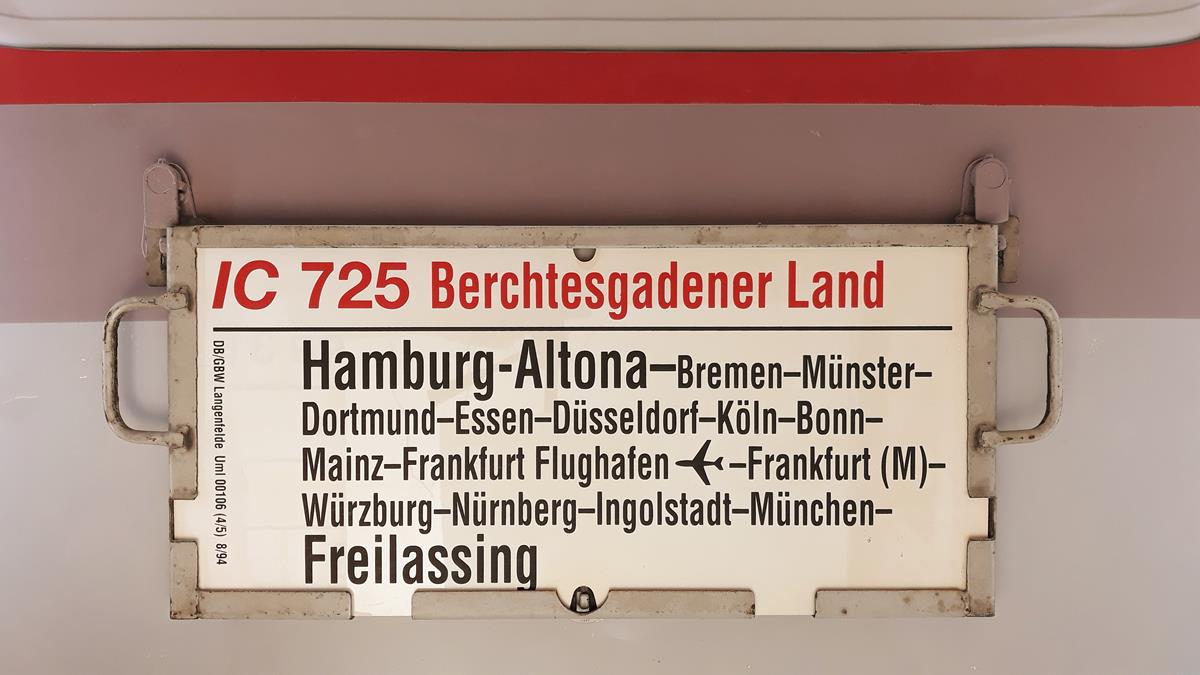 IC 725 Berchtesgadener Land
Hamburg-Altona–Bremen–Münster–
Dortmund–Essen–Düsseldorf–Köln–Bonn–
Mainz–Frankfurt Flughafen –Frankfurt (M)–
Würzburg–Nürnberg–Ingolstadt–München–
Freilassing
DB/GBW Langenfelde Uml 00106 (4/5) 8/94